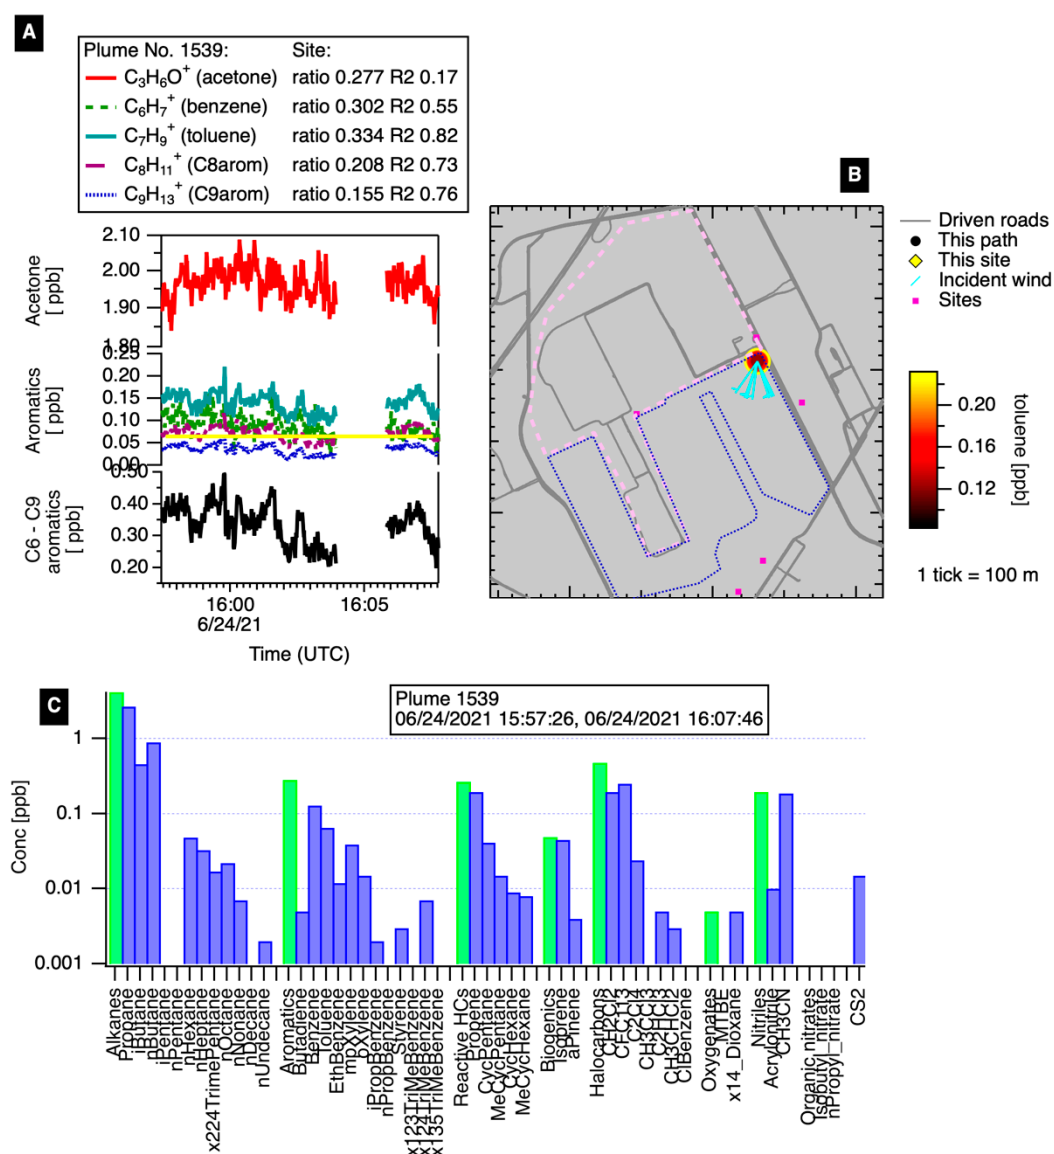 A
Plume No. 1539: Site:
C3H6O+ (acetone) ratio 0.277 R2 0.17
C6H7+ (benzene) ratio 0.302 R2 0.55
C7H9+ (toluene) ratio 0.334 R2 0.82
C8H11+ (C8arom) ratio 0.208 R2 0.73
C9H13+ (C9arom) ratio 0.155 R2 0.76
Acetone
[ ppb]
2.10
2.00
1.90
1.80
Aromatics
[ ppb]
0.25
0.20
0.15
0.10
0.05
0.00
C6 - C9
aromatics
[ ppb]
0.50
0.40
0.30
0.20
16:00
16:05
6/24/21
Time (UTC)
B
Driven roads
This path
This site
Incident wind
Sites
0.20
0.16
0.12
toluene [ppb]
1 tick = 100 m
C
Plume 1539
06/24/2021 15:57:26, 06/24/2021 16:07:46
Conc [ppb]
1
0.1
0.01
0.001
Alkanes
Propane
iButane
nButane
iPentane
nPentane
nHexane
nHeptane
x224TrimePentane
nOctane
nNonane
nDecane
nUndecane
Aromatics
Butadiene
Benzene
Toluene
EthBenzene
mpXylene
oXylene
iPropBenzene
nPropBenzene
Styrene
x123TriMeBenzene
x124TriMeBenzene
x135TriMeBenzene
Reactive HCs
Propene
CycPentane
MeCycPentane
CycHexane
MeCycHexane
Biogenics
Isoprene
aPinene
Halocarbons
CH2Cl2
CFC113
C2Cl4
CH3CCl3
C2HCl3
CH3CHCl2
ClBenzene
Oxygenates
MTBE
x14_Dioxane
Nitriles
Acrylonitrile
CH3CN
Organic nitrates
Isobutyl_nitrate
nPropyl_nitrate
CS2